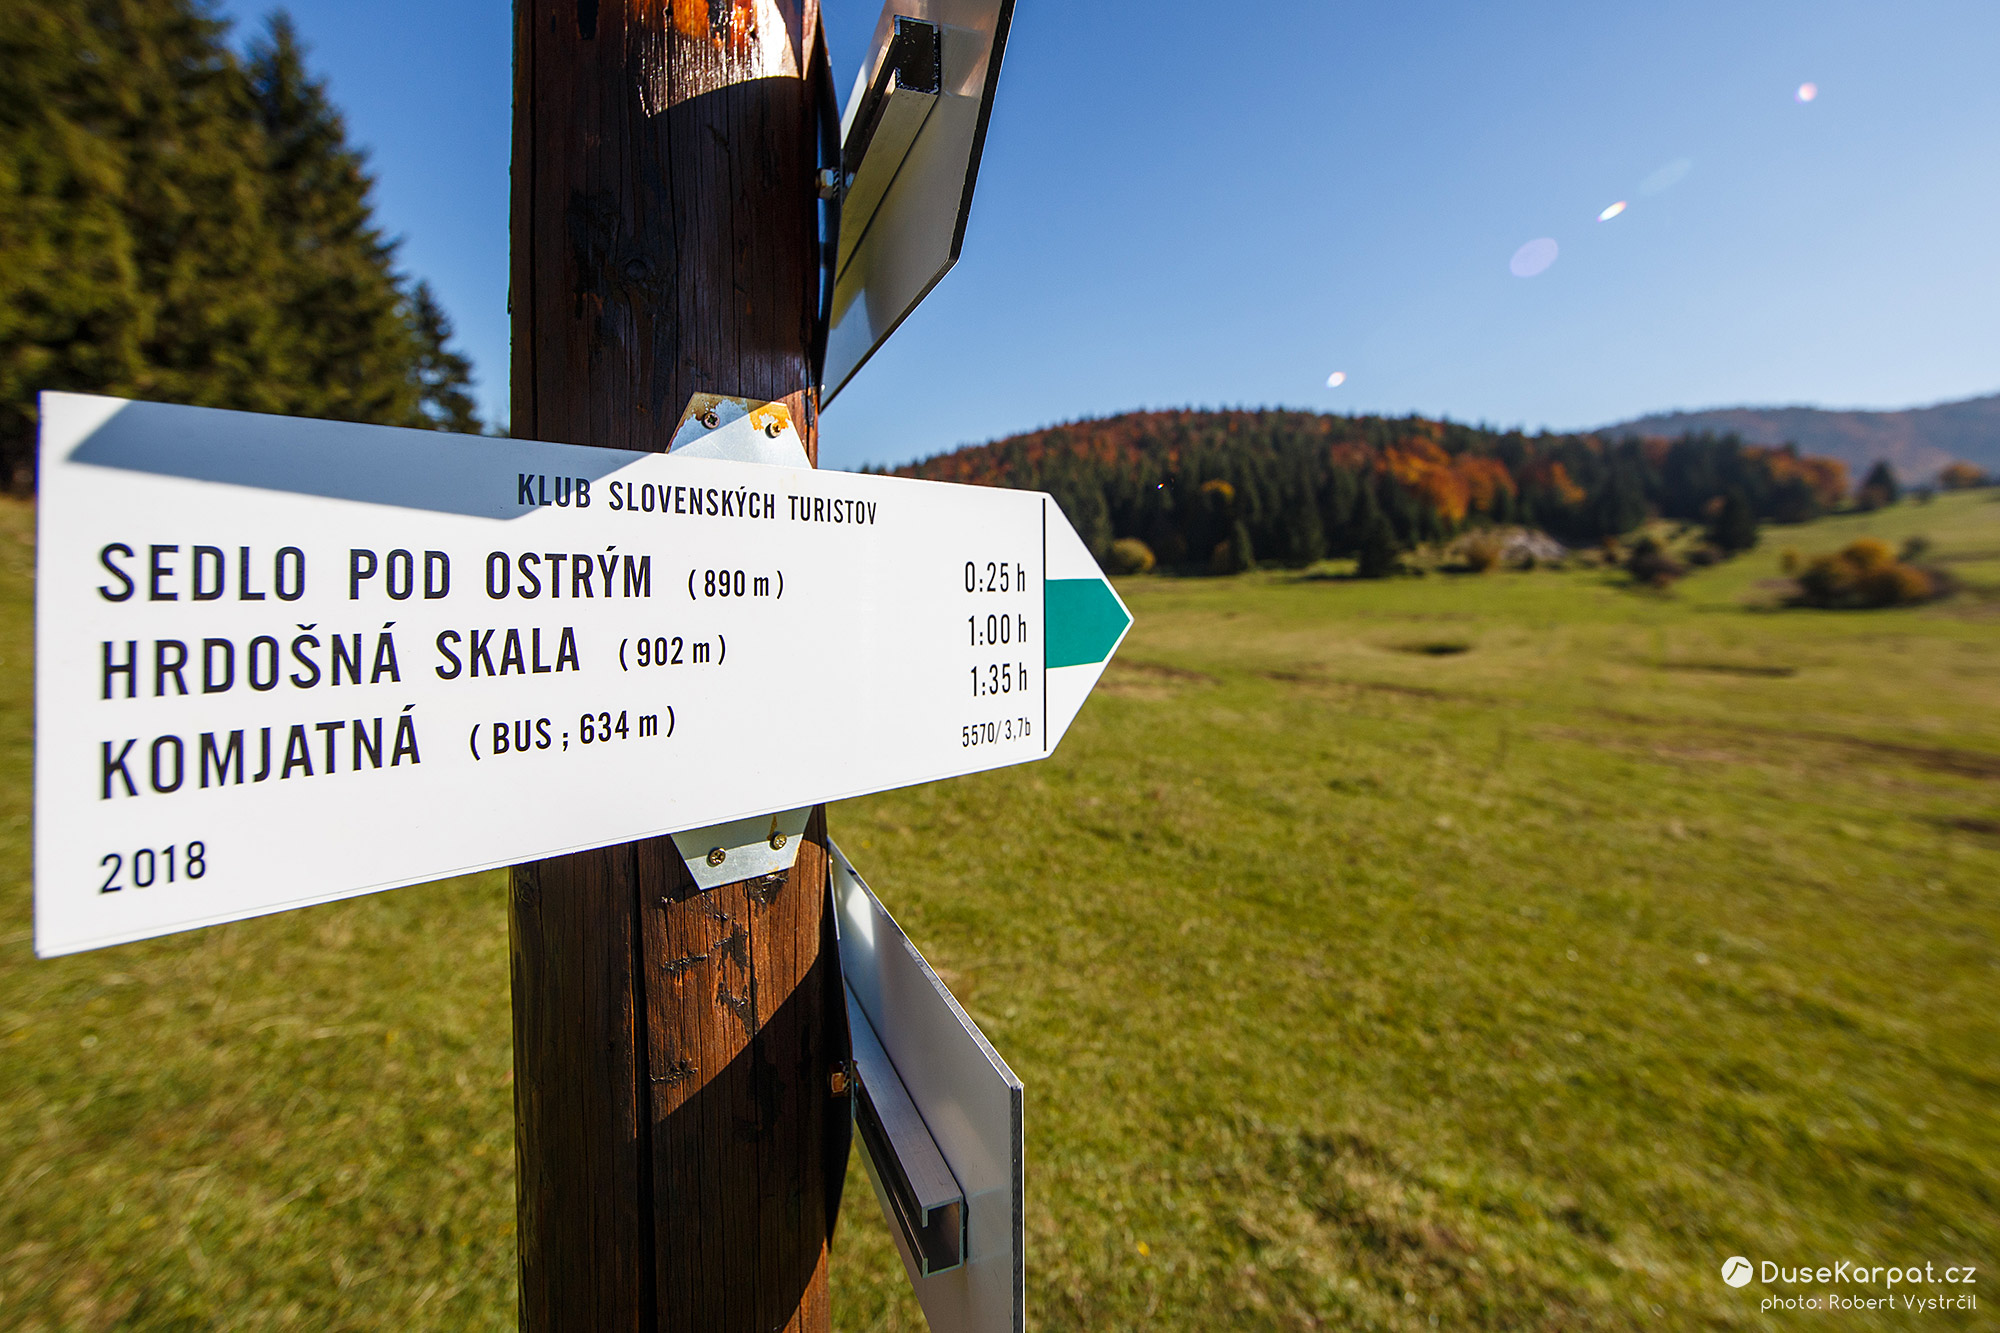 KLUB SLOVENSKÝCH TURISTOV
SEDLO POD OSTRÝM (890 m) 0:25 h
HRDOŠNÁ SKALA (902 m) 1:00 h
KOMJATNÁ (BUS; 634 m) 1:35 h
5570/3,7b
2018
DuseKarpat.cz
photo: Robert Vystrčil